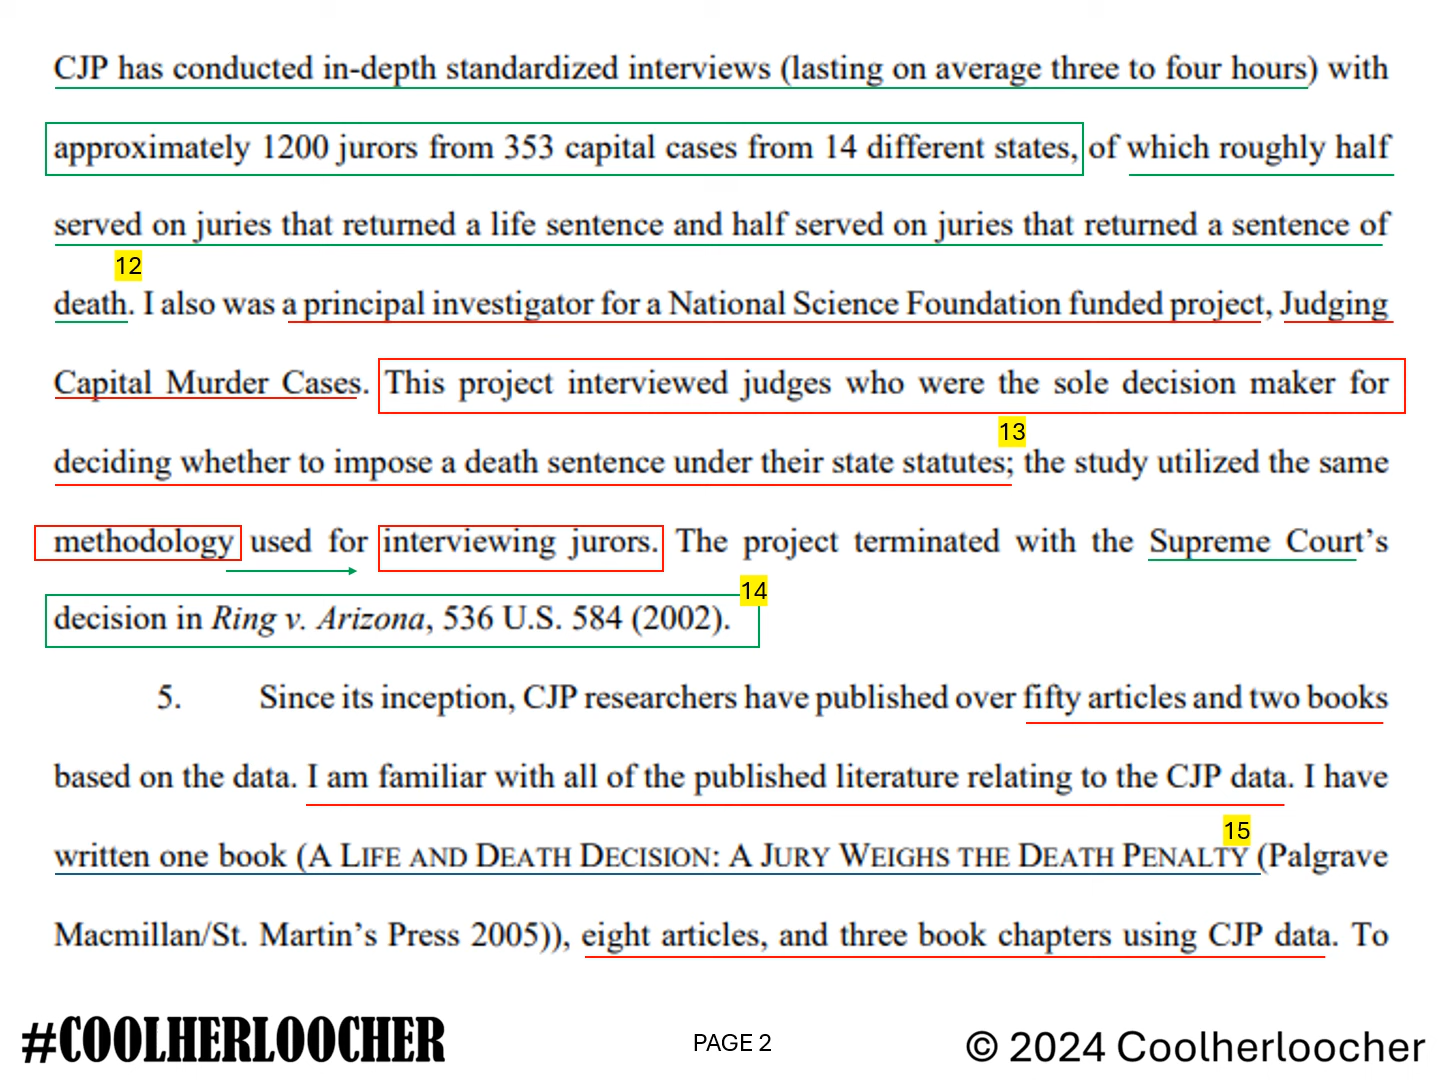 CJP has conducted in-depth standardized interviews (lasting on average three to four hours) with
approximately 1200 jurors from 353 capital cases from 14 different states, of which roughly half
served on juries that returned a life sentence and half served on juries that returned a sentence of
12
death. I also was a principal investigator for a National Science Foundation funded project, Judging
Capital Murder Cases. This project interviewed judges who were the sole decision maker for
13
deciding whether to impose a death sentence under their state statutes; the study utilized the same
methodology used for interviewing jurors. The project terminated with the Supreme Court's
14
decision in Ring v. Arizona, 536 U.S. 584 (2002).
5. Since its inception, CJP researchers have published over fifty articles and two books
based on the data. I am familiar with all of the published literature relating to the CJP data. I have
15
written one book (A LIFE AND DEATH DECISION: A JURY WEIGHS THE DEATH PENALTY (Palgrave
Macmillan/St. Martin's Press 2005)), eight articles, and three book chapters using CJP data. To
#COOLHERLOOCHER
PAGE 2
© 2024 Coolherloocher